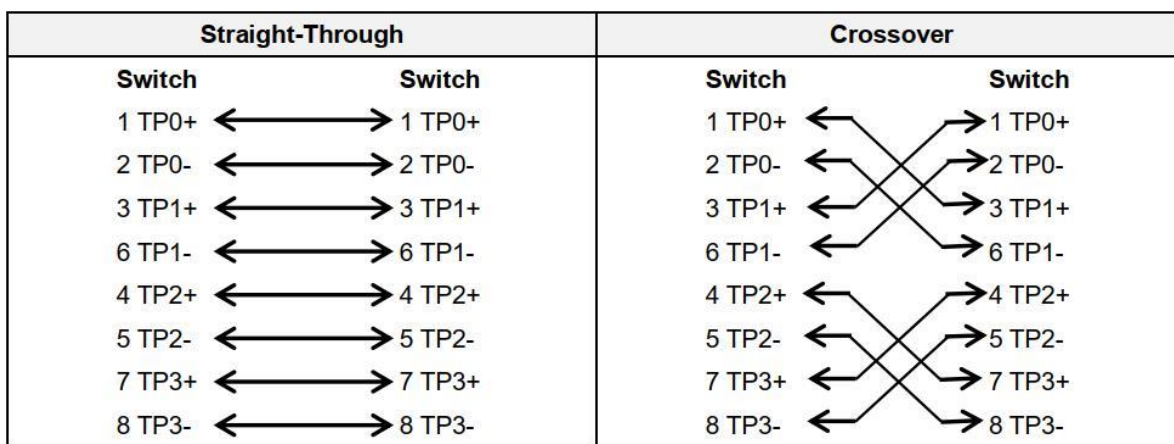 Straight-Through Crossover
Switch Switch Switch Switch
1 TP0+ 1 TP0+ 1 TP0+ 1 TP0+
2 TP0- 2 TP0- 2 TP0- 2 TP0-
3 TP1+ 3 TP1+ 3 TP1+ 3 TP1+
6 TP1- 6 TP1- 6 TP1- 6 TP1-
4 TP2+ 4 TP2+ 4 TP2+ 4 TP2+
5 TP2- 5 TP2- 5 TP2- 5 TP2-
7 TP3+ 7 TP3+ 7 TP3+ 7 TP3+
8 TP3- 8 TP3- 8 TP3- 8 TP3-